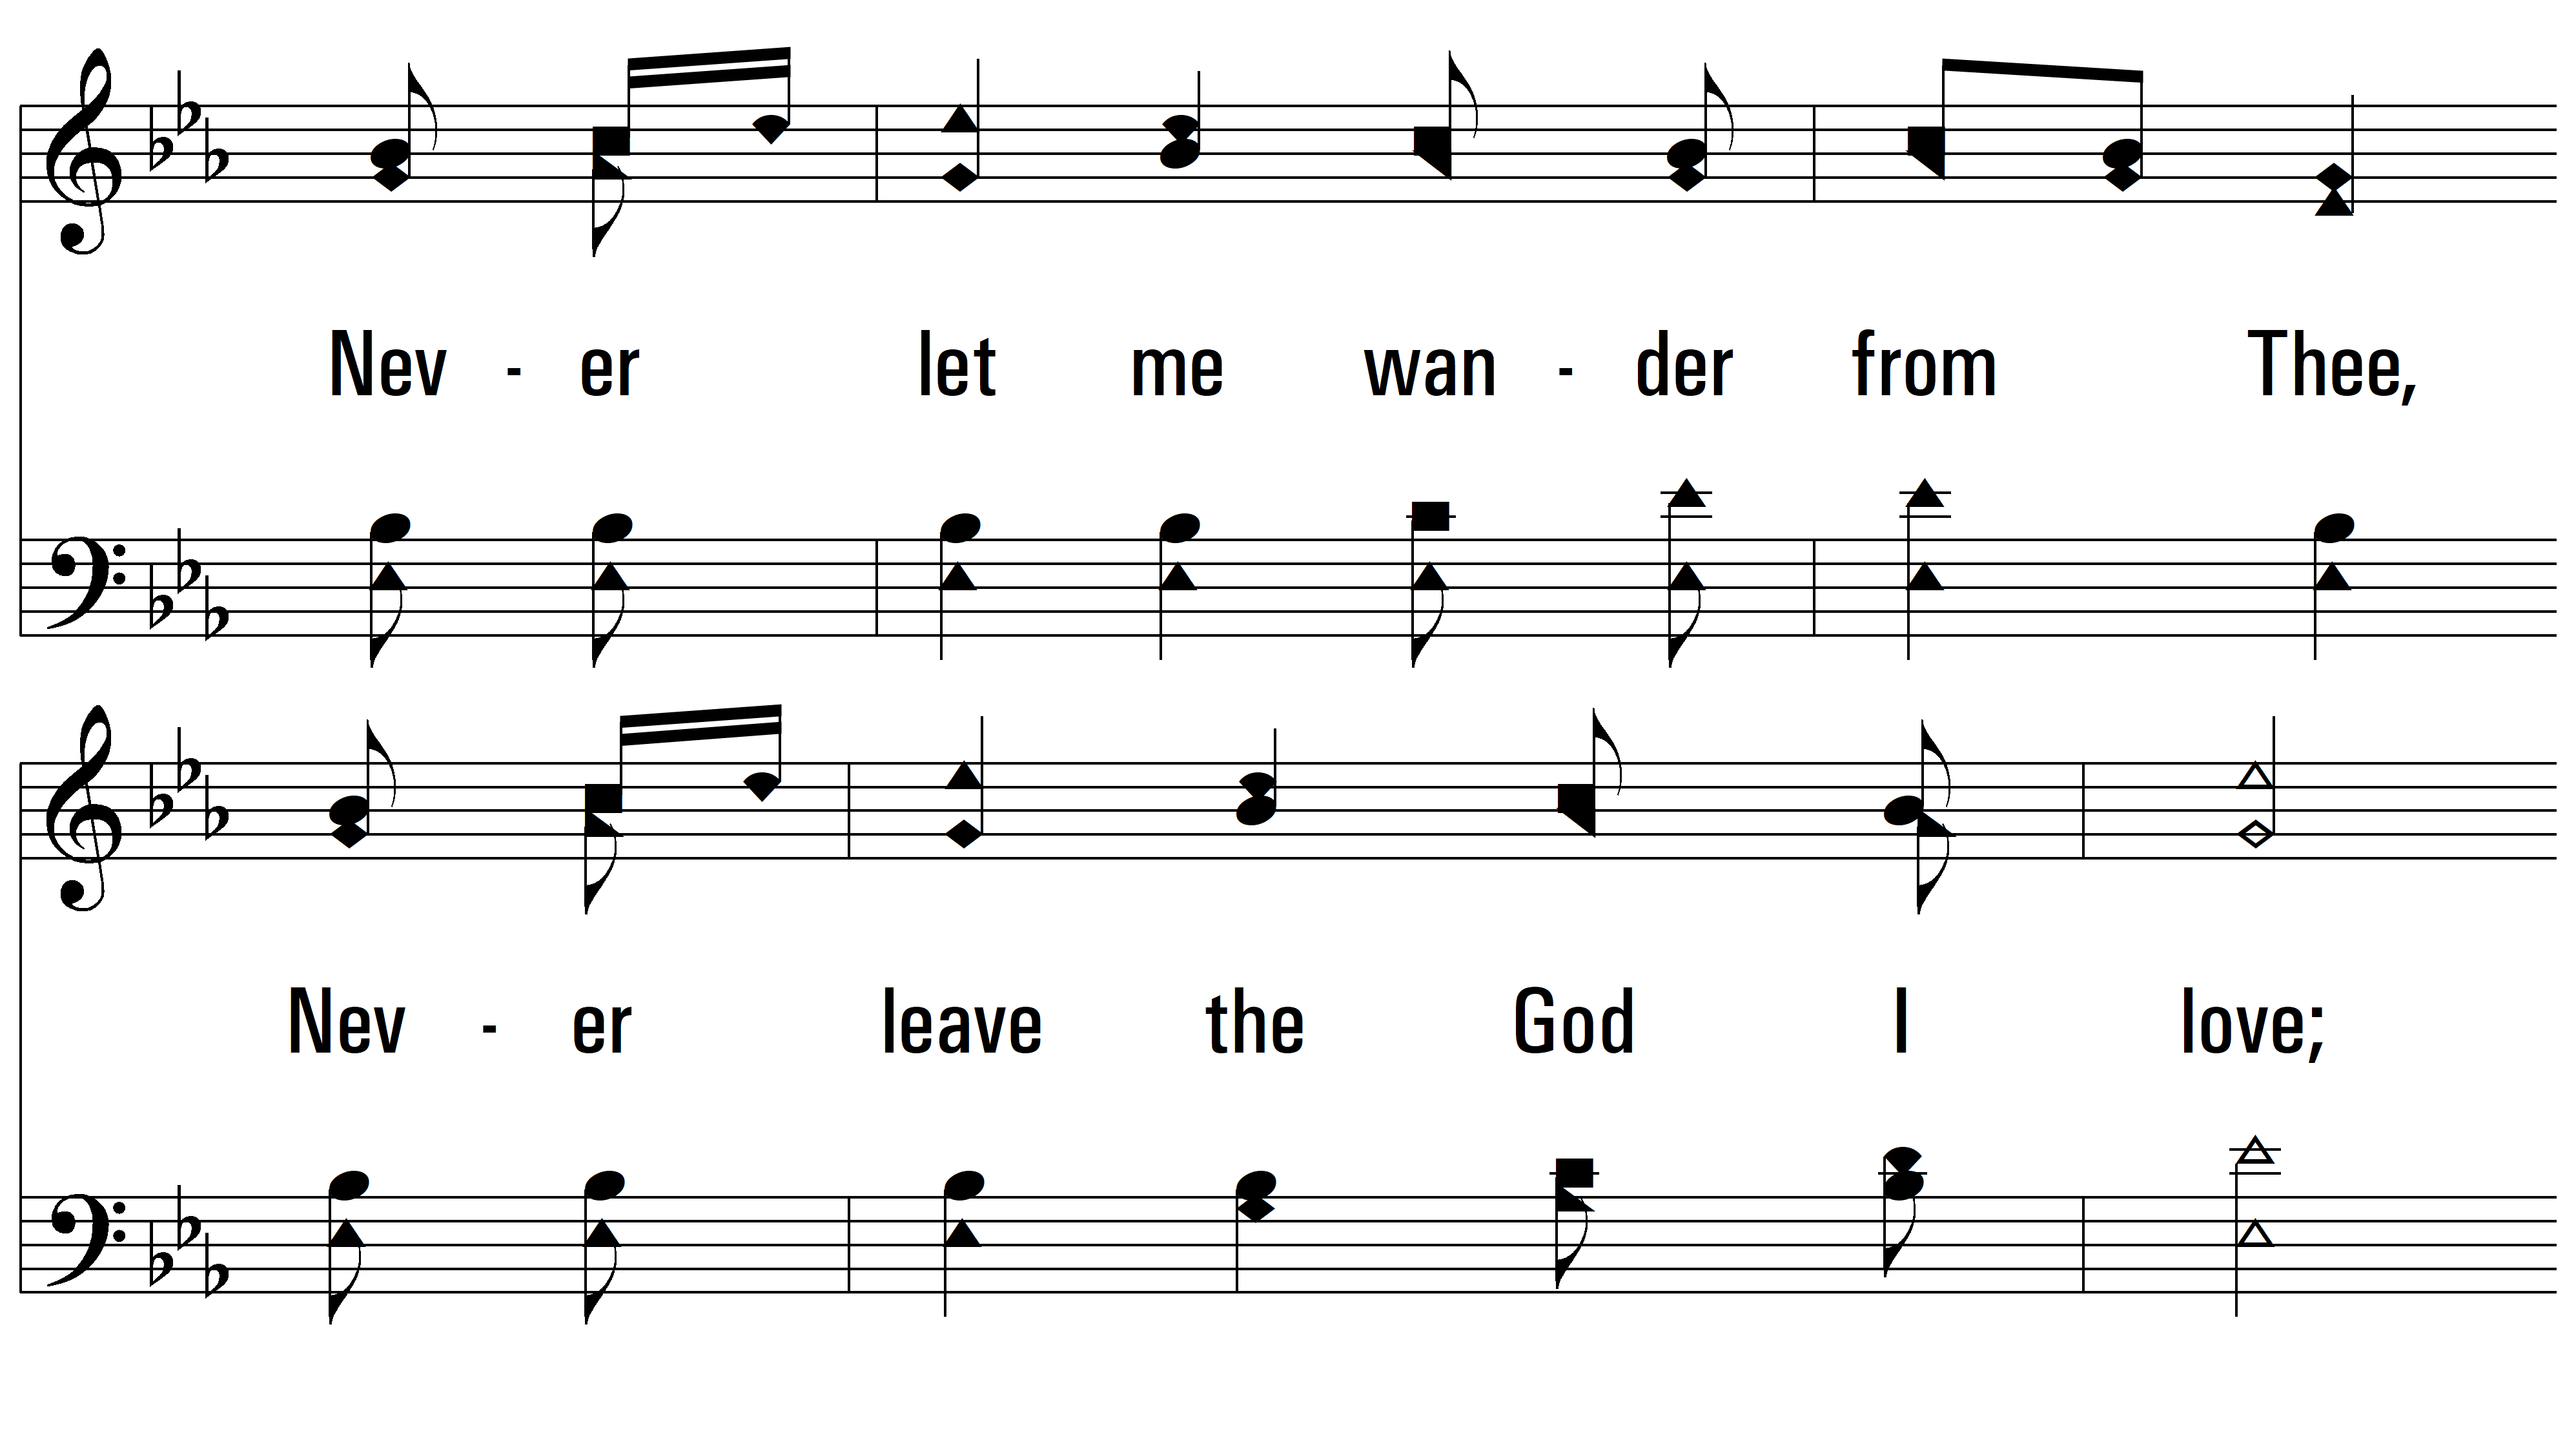 Nev - er let me wan - der from Thee,
Nev - er leave the God I love;